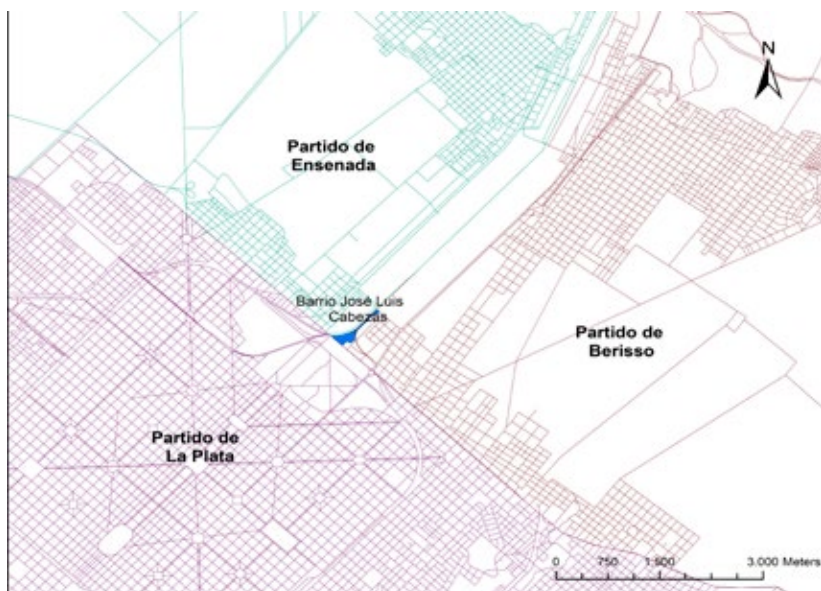 N
Partido de
Ensenada
Barrio José Luis
Cabezas
Partido de
Berisso
Partido de
La Plata
0 750 1.500 3.000 Meters